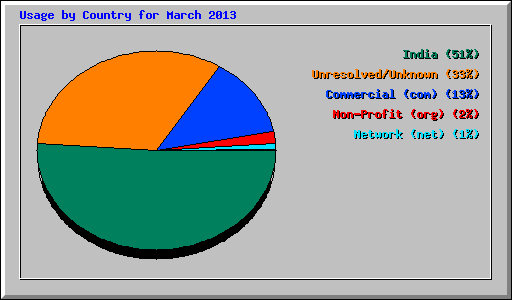 Usage by Country for March 2013
India (51%)
Unresolved/Unknown (33%)
Commercial (com) (13%)
Non-Profit (org) (2%)
Network (net) (1%)